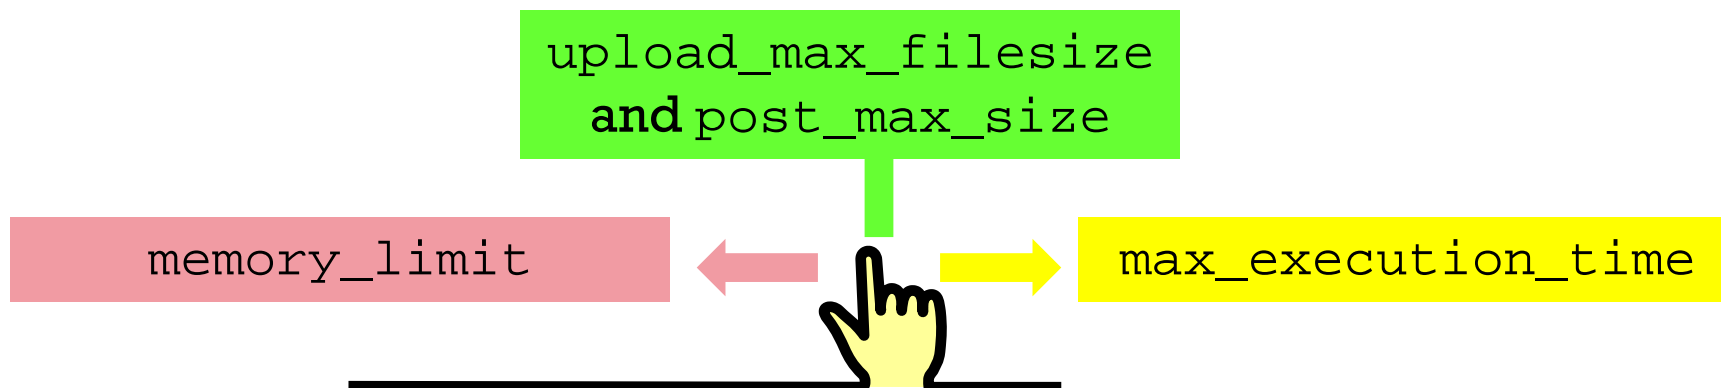 upload_max_filesize
and post_max_size
memory_limit
max_execution_time